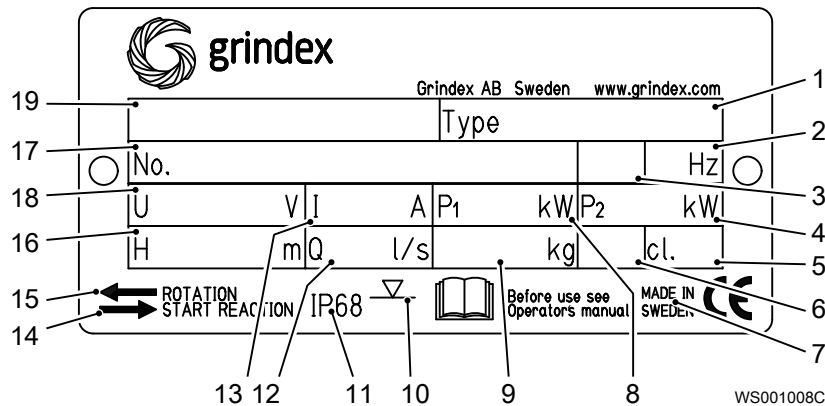 grindex
Grindex AB Sweden www.grindex.com
19 1
Type
17 2
No. Hz
3
18
U V I A P1 kW P2 kW
4
16
H m Q l/s kg cl.
5
15 ROTATION
14 START REACTION
IP68
Before use see
Operator's manual
MADE IN
SWEDEN
CE
6
7
13 12 11 10 9 8
WS001008C